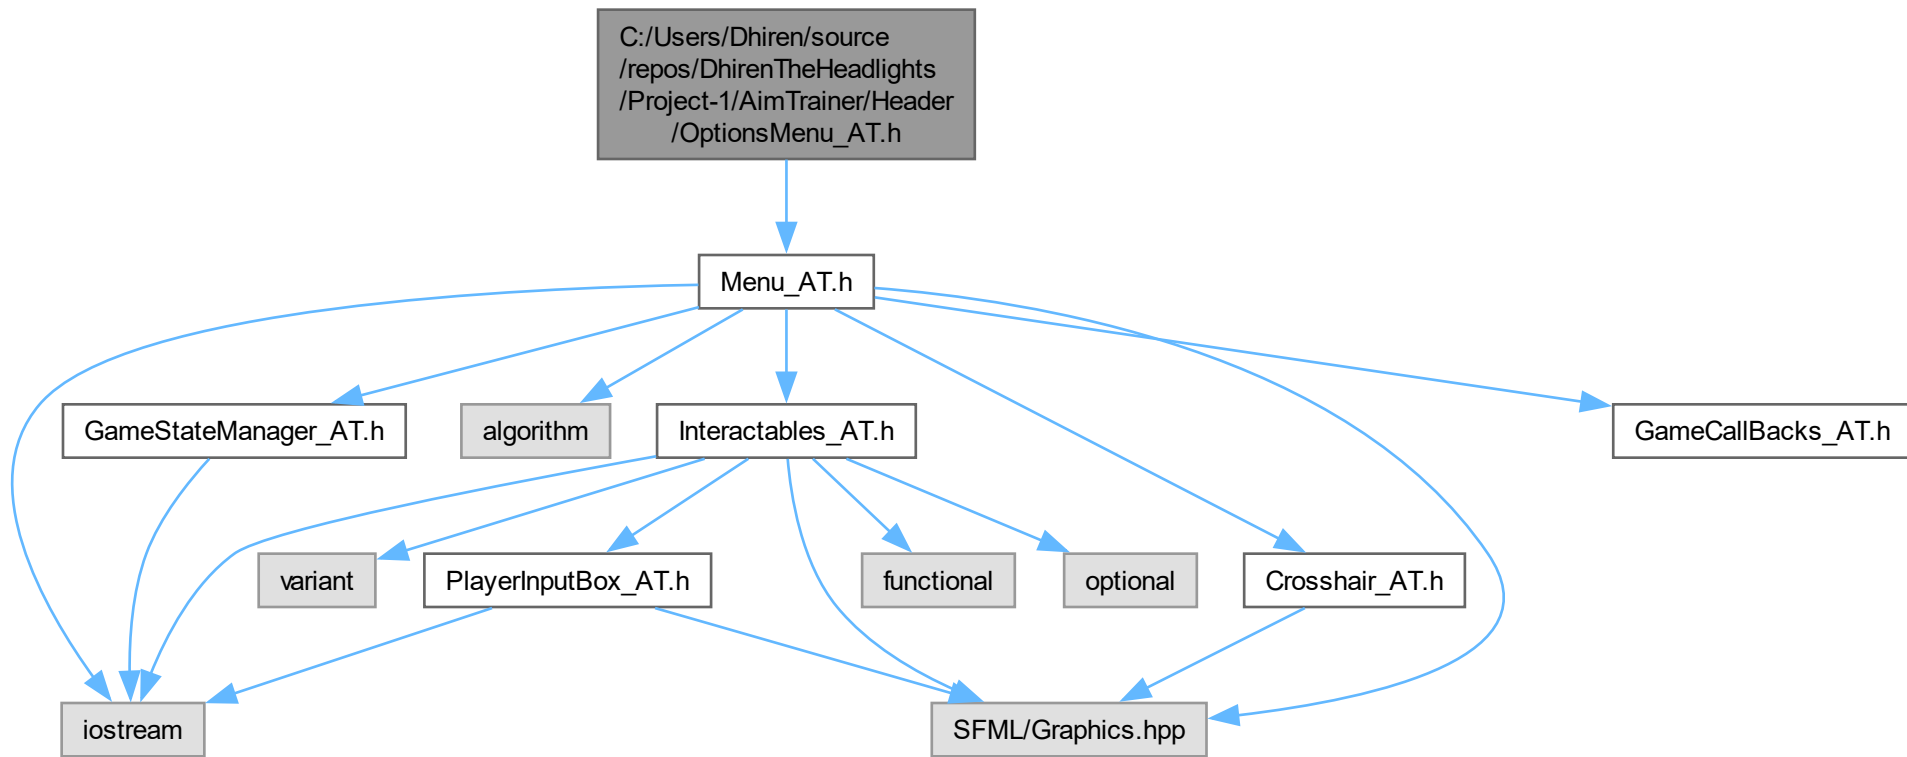 C:/Users/Dhiren/source
/repos/DhirenTheHeadlights
/Project-1/AimTrainer/Header
/OptionsMenu_AT.h
Menu_AT.h
GameStateManager_AT.h
algorithm
Interactables_AT.h
GameCallBacks_AT.h
variant
PlayerInputBox_AT.h
functional
optional
Crosshair_AT.h
iostream
SFML/Graphics.hpp